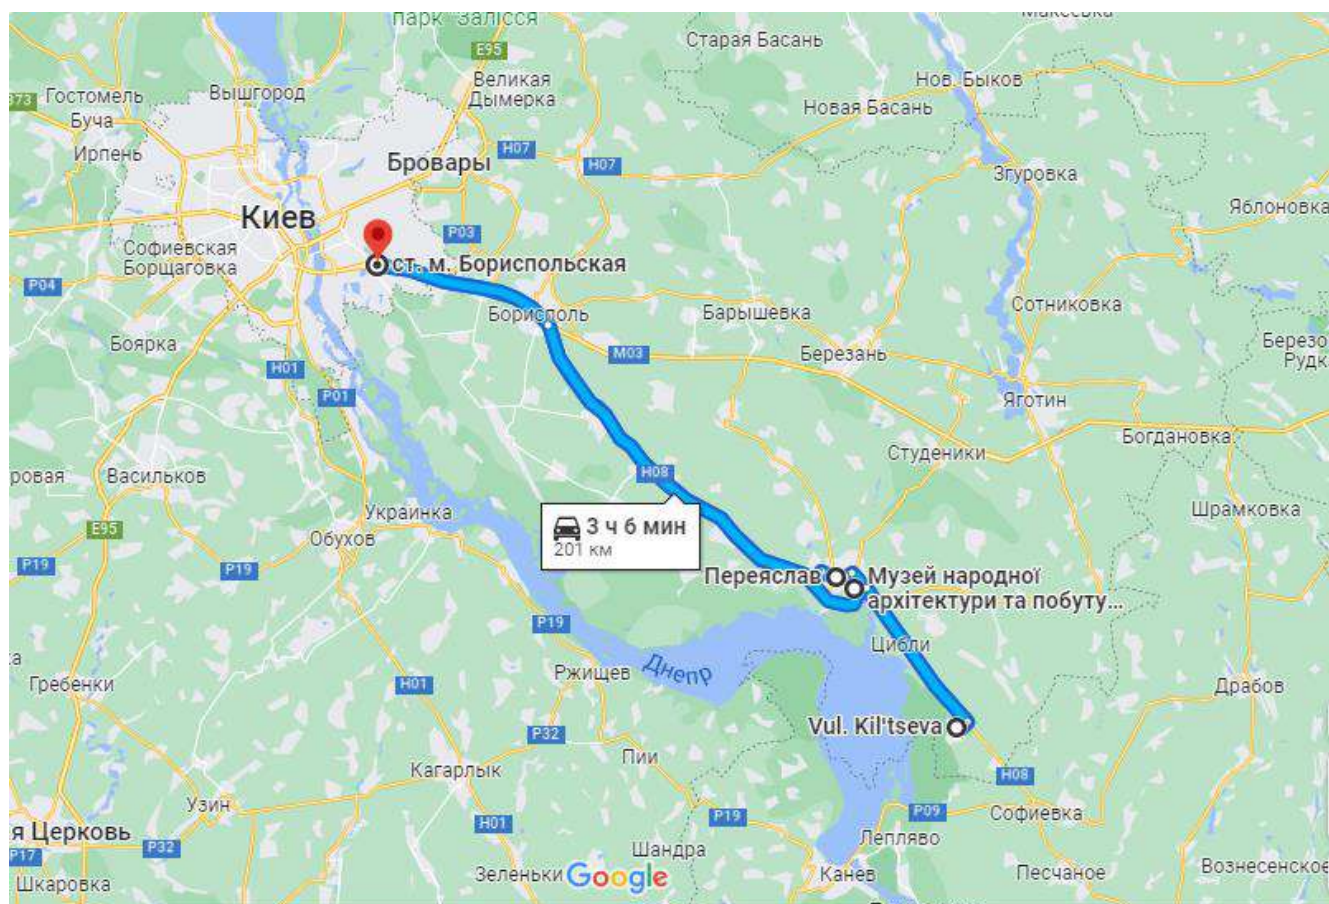 парк Залісся
Макеевка
Старая Басань
E95
Великая
Дымерка
Нов. Быков
Гостомель
Вышгород
Новая Басань
Буча
Ирпень
Бровары
H07
H07
Згуровка
Киев
Яблоновка
P03
Софиевская
Борщаговка
ст. м. Бориспольская
P04
Борисполь
Барышевка
Сотниковка
Боярка
M03
Березань
Березо
Рудк
H01
P01
Яготин
Богдановка
Студеники
H08
ровая
Васильков
Украинка
3 ч 6 мин
201 км
Шрамковка
E95
Обухов
P19
P19
Переяслав
Музей народної
архітектури та побуту...
P19
Цибли
Днепр
Ржищев
Гребенки
H01
Драбов
Vul. Kil'tseva
P32
Пии
Кагарлык
H08
Узин
P09
Софиевка
P19
я Церковь
H01
Лепляво
P32
P17
Шандра
Зеленьки
Google
Канев
Песчаное
Вознесенское
Шкаровка